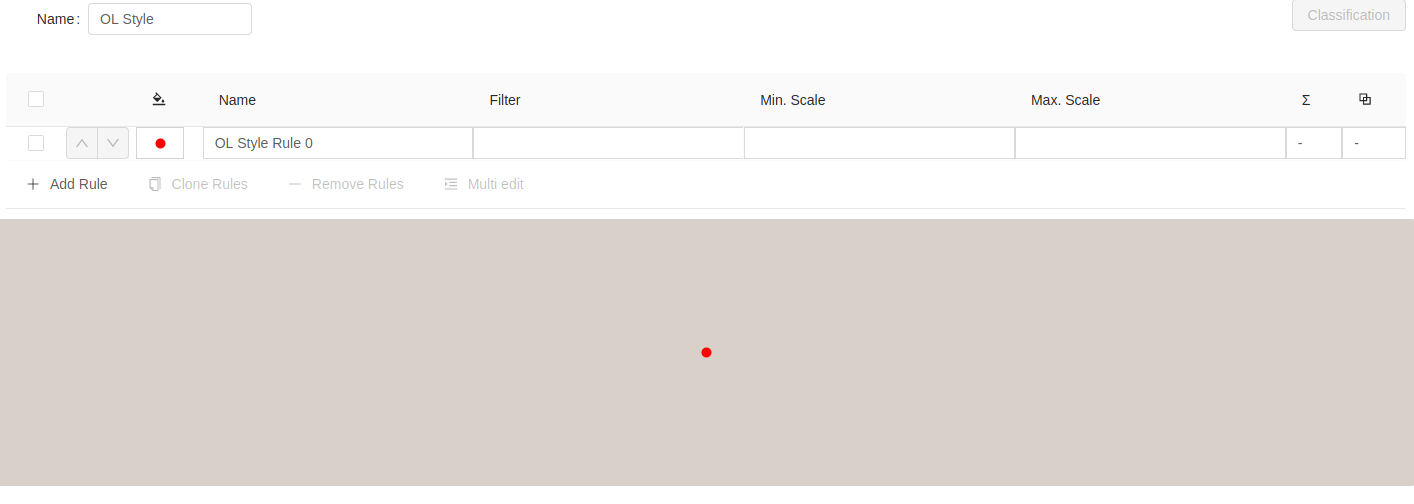 Name: OL Style Classification
Name Filter Min. Scale Max. Scale Σ
OL Style Rule 0 - -
Add Rule Clone Rules Remove Rules Multi edit